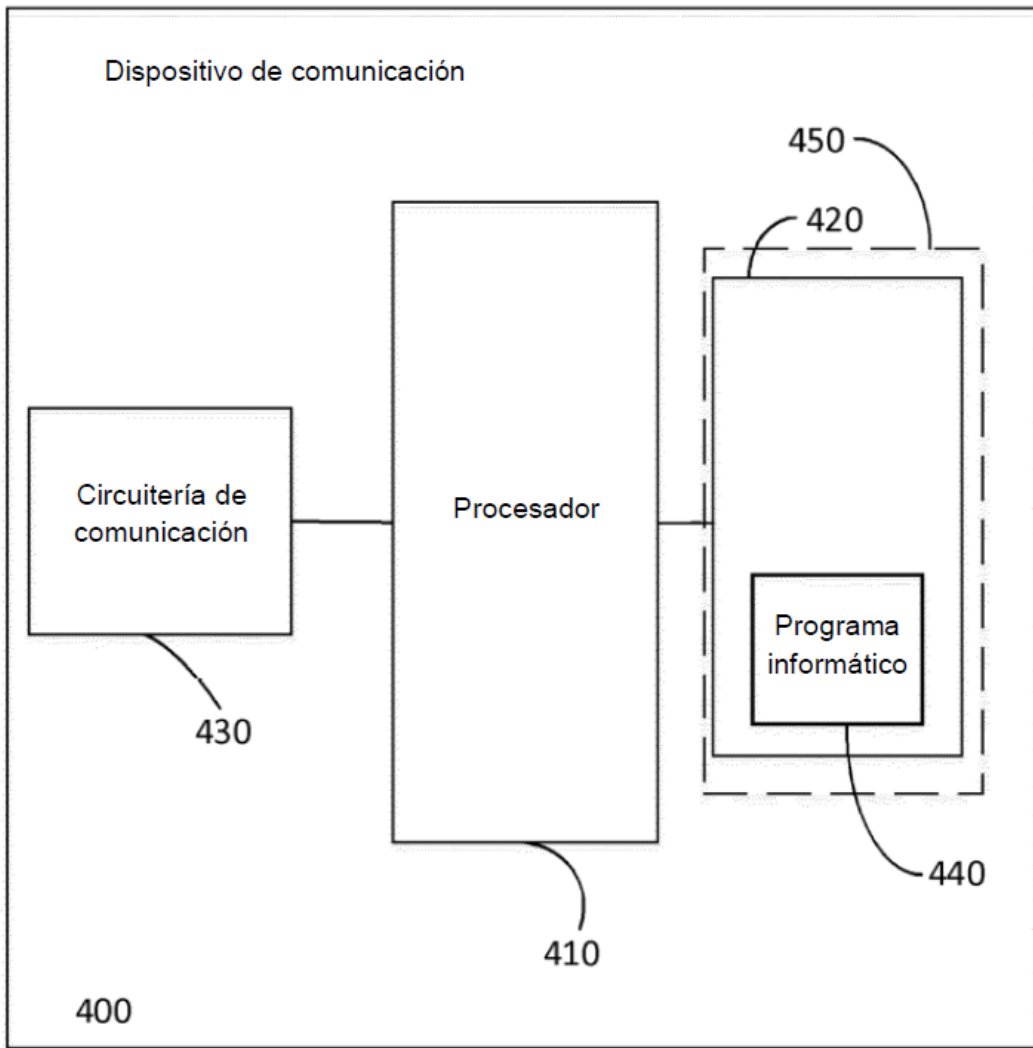 Dispositivo de comunicación
450
420
Circuitería de
comunicación
Procesador
Programa
informático
430
440
410
400